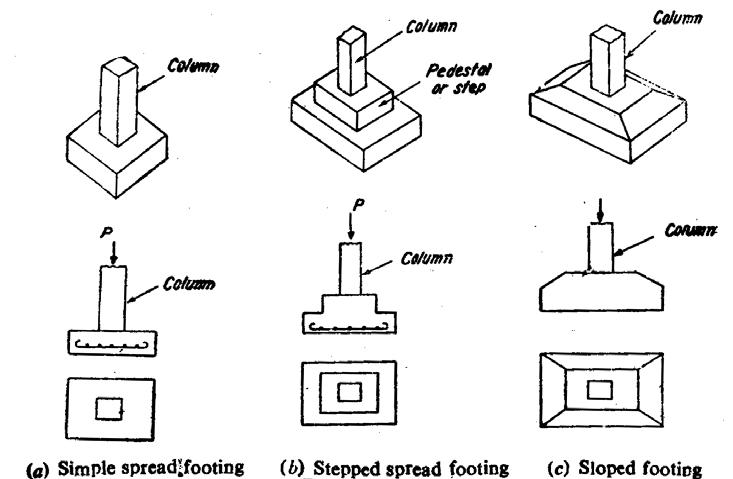 Column
Column
Pedestal
or step
Column
P
Column
P
Column
Column
(a) Simple spread footing
(b) Stepped spread footing
(c) Sloped footing